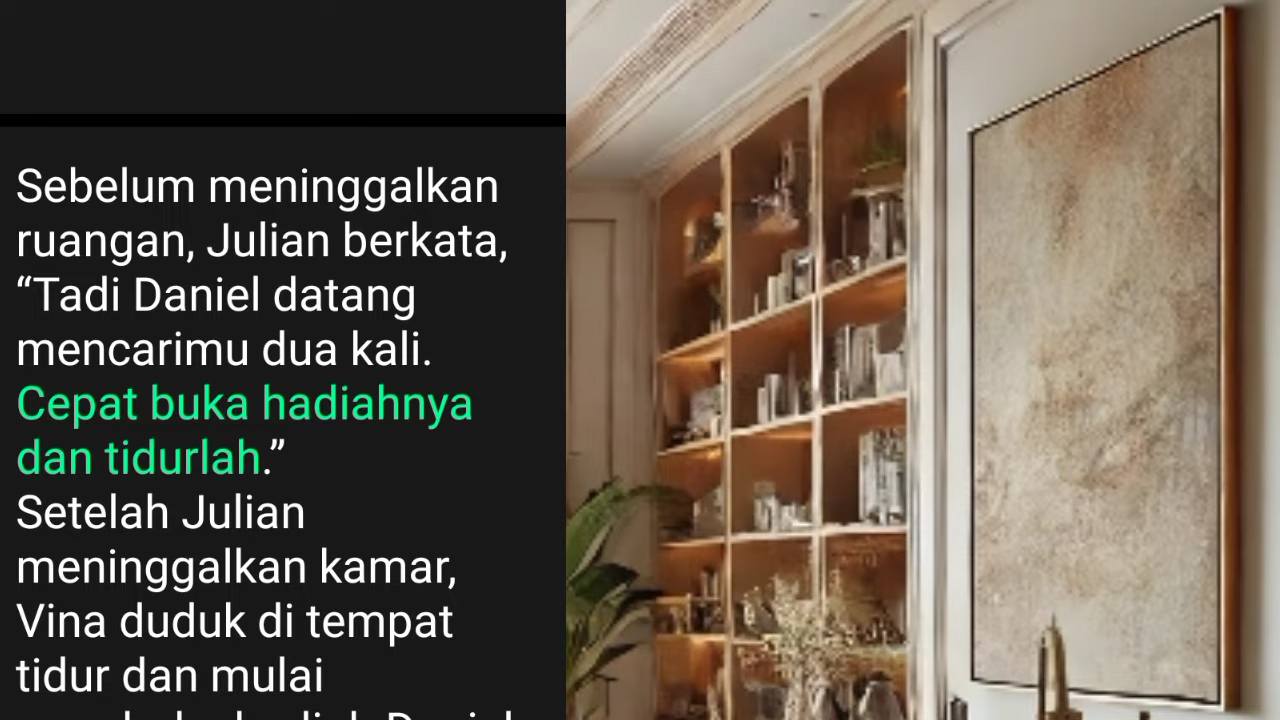 Sebelum meninggalkan
ruangan, Julian berkata,
“Tadi Daniel datang
mencarimu dua kali.
Cepat buka hadiahnya
dan tidurlah.”
Setelah Julian
meninggalkan kamar,
Vina duduk di tempat
tidur dan mulai